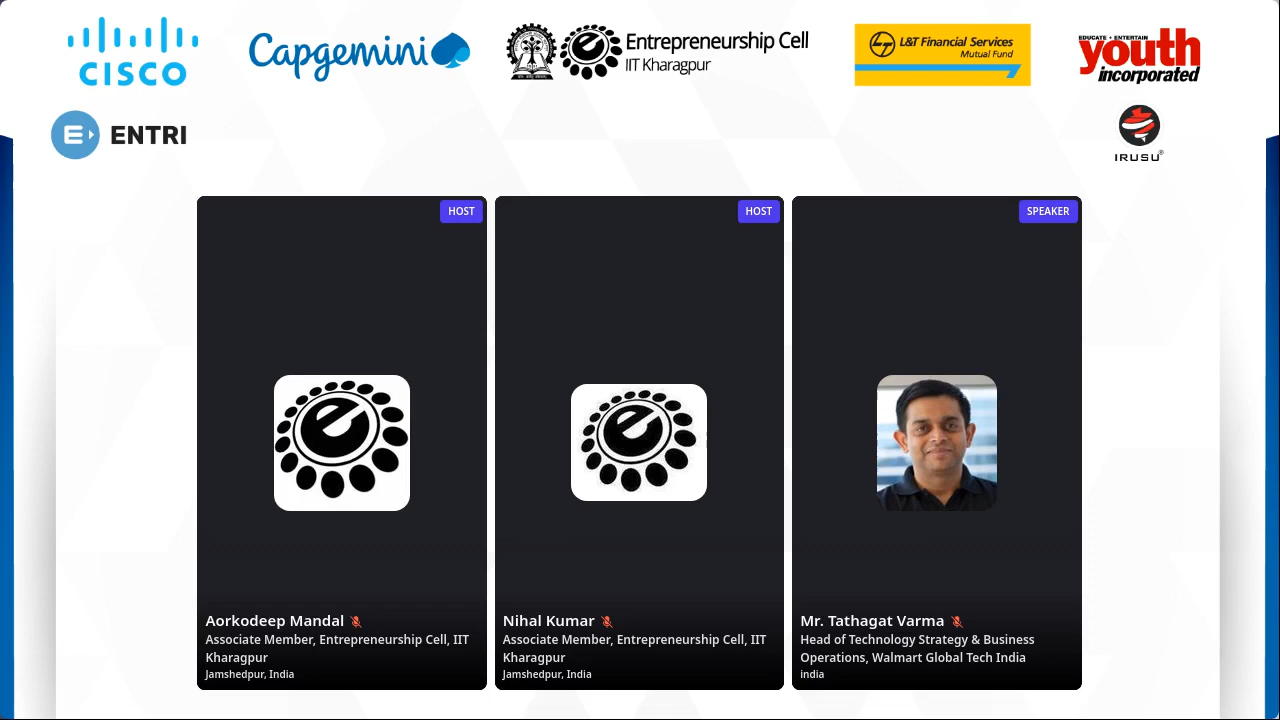 CISCO
Capgemini
Entrepreneurship Cell
IIT Kharagpur
L&T Financial Services
Mutual Fund
EDUCATE + ENTERTAIN
youth
incorporated
E ENTRI
IRUSU®
HOST
HOST
SPEAKER
e
e
Aorkodeep Mandal
Associate Member, Entrepreneurship Cell, IIT
Kharagpur
Jamshedpur, India
Nihal Kumar
Associate Member, Entrepreneurship Cell, IIT
Kharagpur
Jamshedpur, India
Mr. Tathagat Varma
Head of Technology Strategy & Business
Operations, Walmart Global Tech India
india